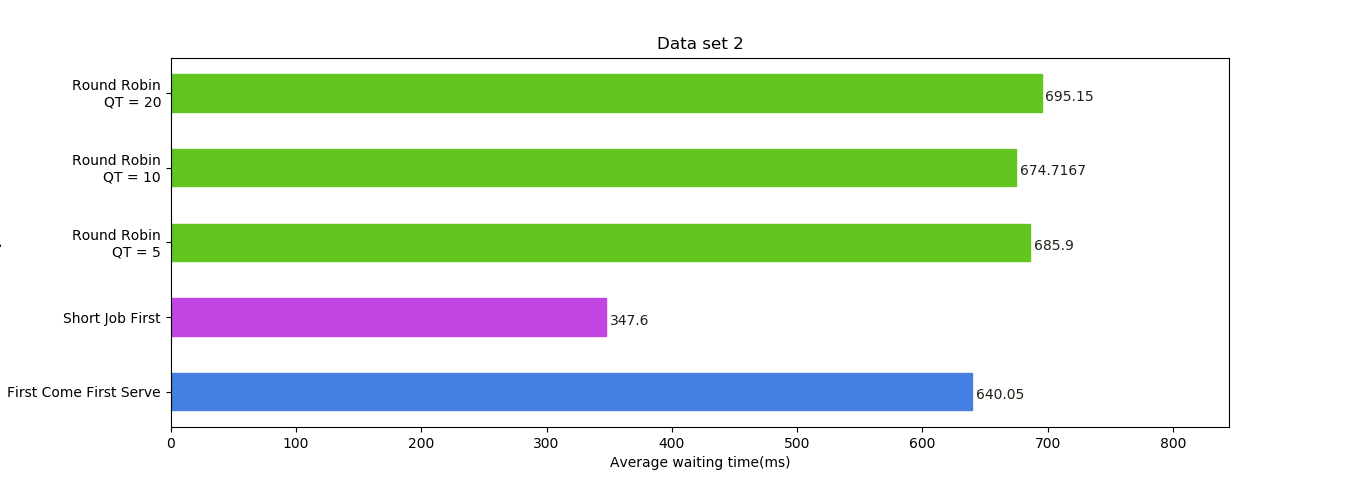 Data set 2
Round Robin
QT = 20
695.15
Round Robin
QT = 10
674.7167
Round Robin
QT = 5
685.9
Short Job First
347.6
First Come First Serve
640.05
0 100 200 300 400 500 600 700 800
Average waiting time(ms)